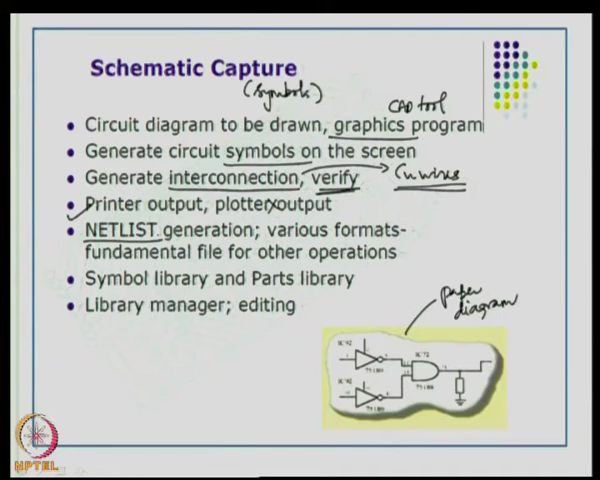 Schematic Capture
(symbols)
CAD tool
Circuit diagram to be drawn, graphics program
Generate circuit symbols on the screen
Generate interconnection, verify
Cu wires
Printer output, plotter output
NETLIST generation; various formats-
fundamental file for other operations
Symbol library and Parts library
Library manager; editing
paper
diagram
NPTEL